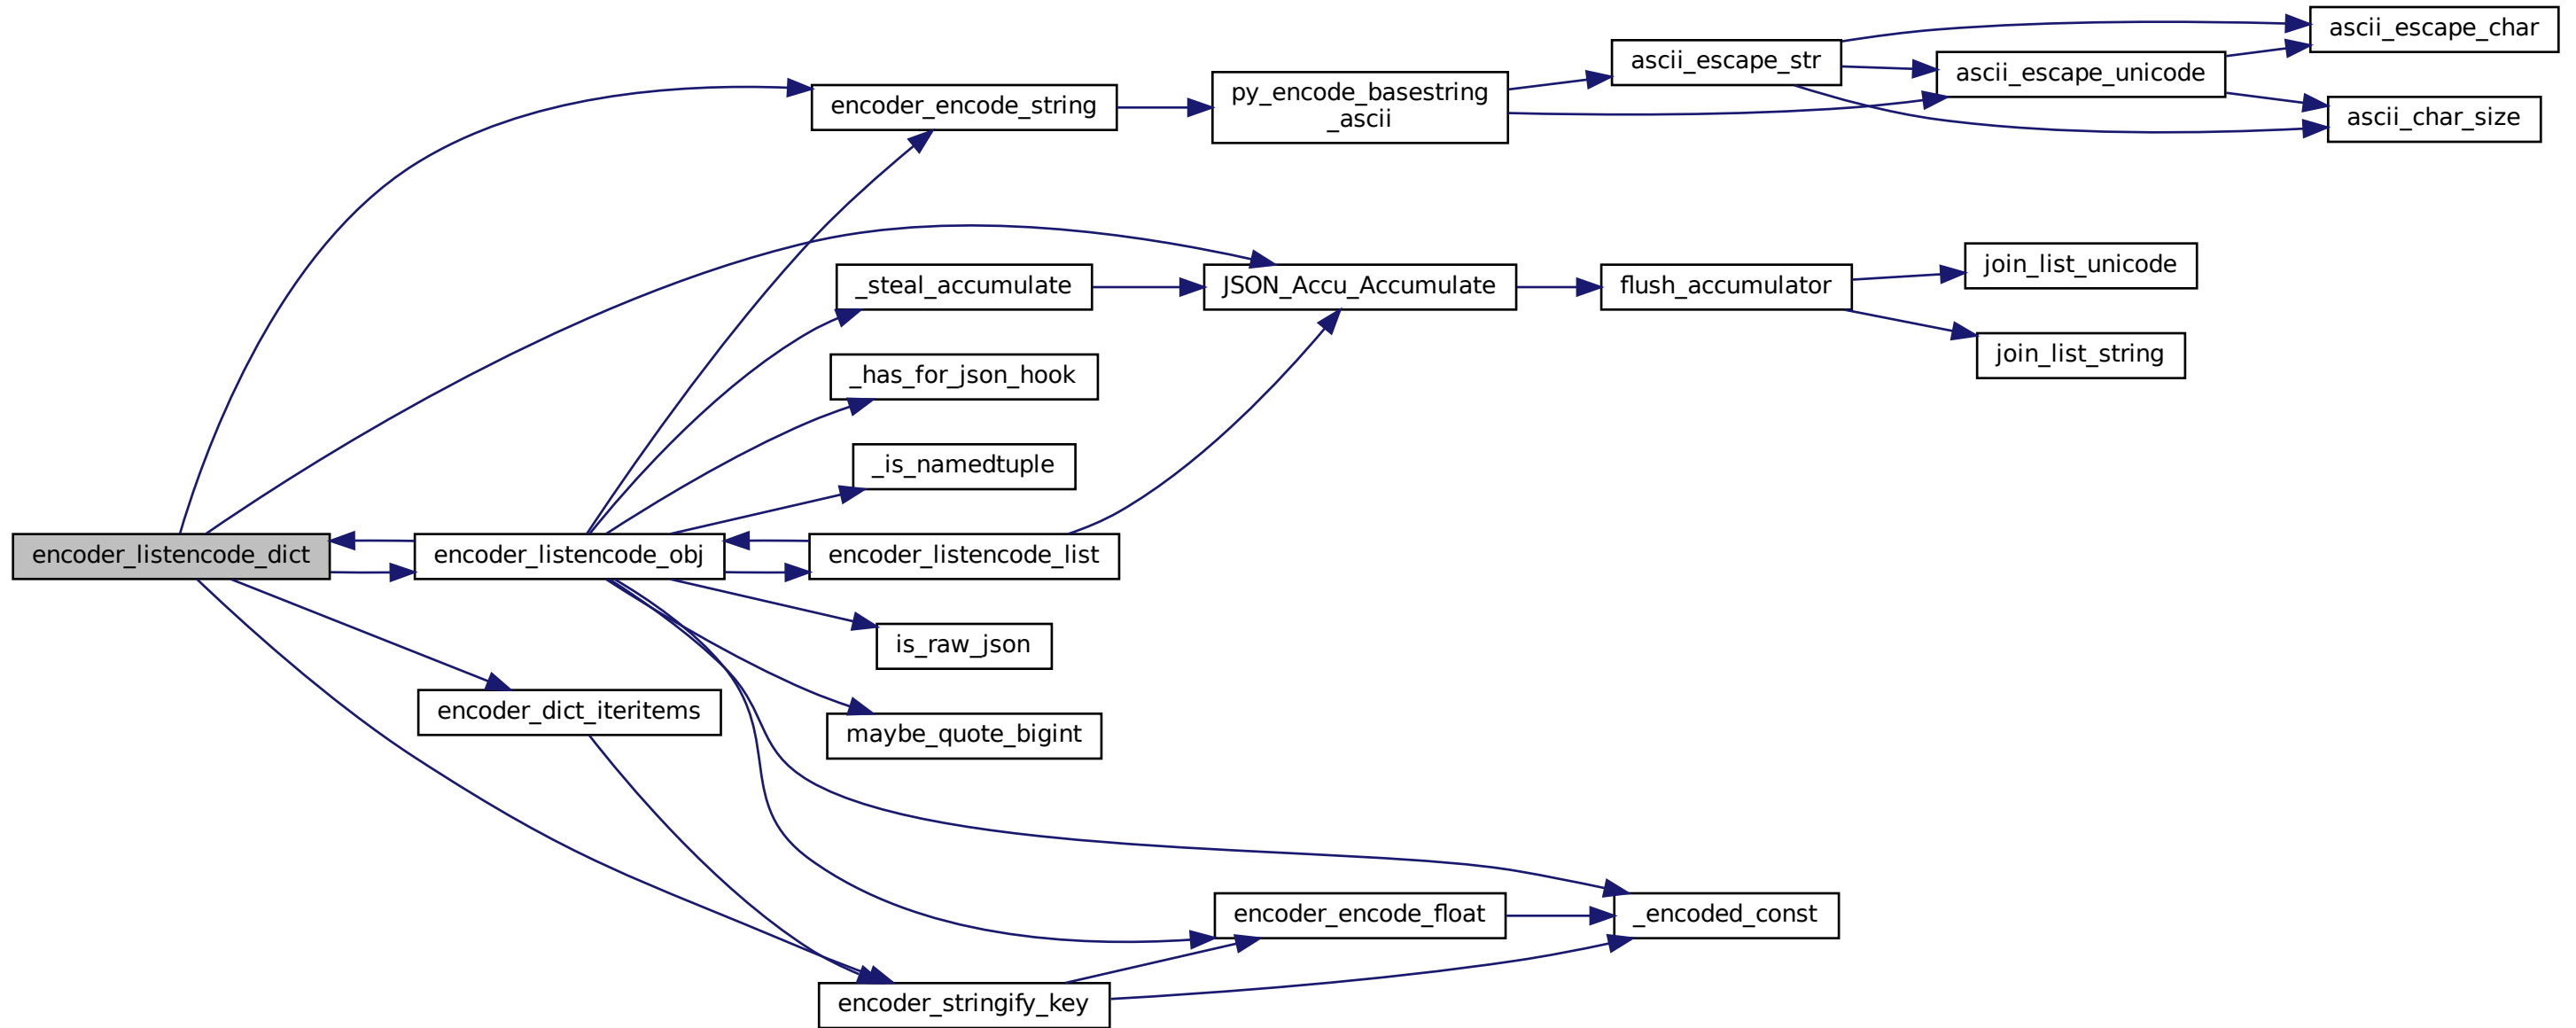 ascii_escape_char
ascii_escape_str
ascii_escape_unicode
encoder_encode_string
py_encode_basestring
_ascii
ascii_char_size
join_list_unicode
_steal_accumulate
JSON_Accu_Accumulate
flush_accumulator
join_list_string
_has_for_json_hook
_is_namedtuple
encoder_listencode_dict
encoder_listencode_obj
encoder_listencode_list
is_raw_json
encoder_dict_iteritems
maybe_quote_bigint
encoder_encode_float
_encoded_const
encoder_stringify_key